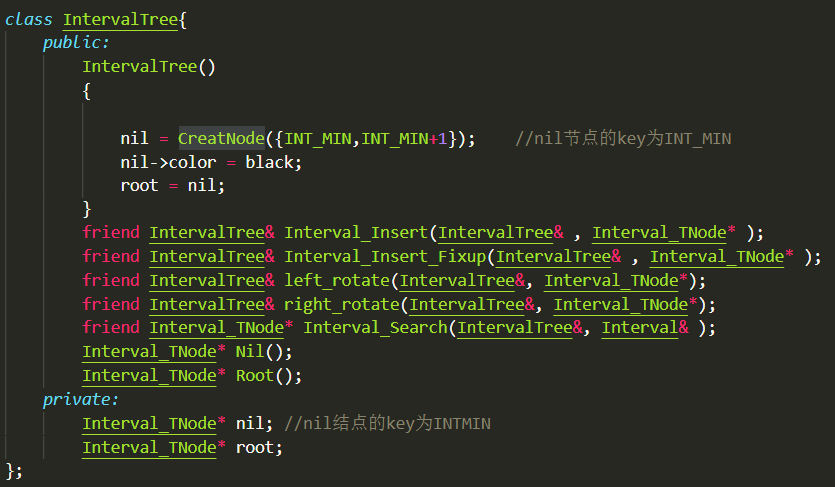 class IntervalTree{
    public:
        IntervalTree()
        {
            nil = CreatNode({INT_MIN,INT_MIN+1});    //nil节点的key为INT_MIN
            nil->color = black;
            root = nil;
        }
        friend IntervalTree& Interval_Insert(IntervalTree& , Interval_TNode* );
        friend IntervalTree& Interval_Insert_Fixup(IntervalTree& , Interval_TNode* );
        friend IntervalTree& left_rotate(IntervalTree&, Interval_TNode*);
        friend IntervalTree& right_rotate(IntervalTree&, Interval_TNode*);
        friend Interval_TNode* Interval_Search(IntervalTree&, Interval& );
        Interval_TNode* Nil();
        Interval_TNode* Root();
    private:
        Interval_TNode* nil; //nil结点的key为INTMIN
        Interval_TNode* root;
};